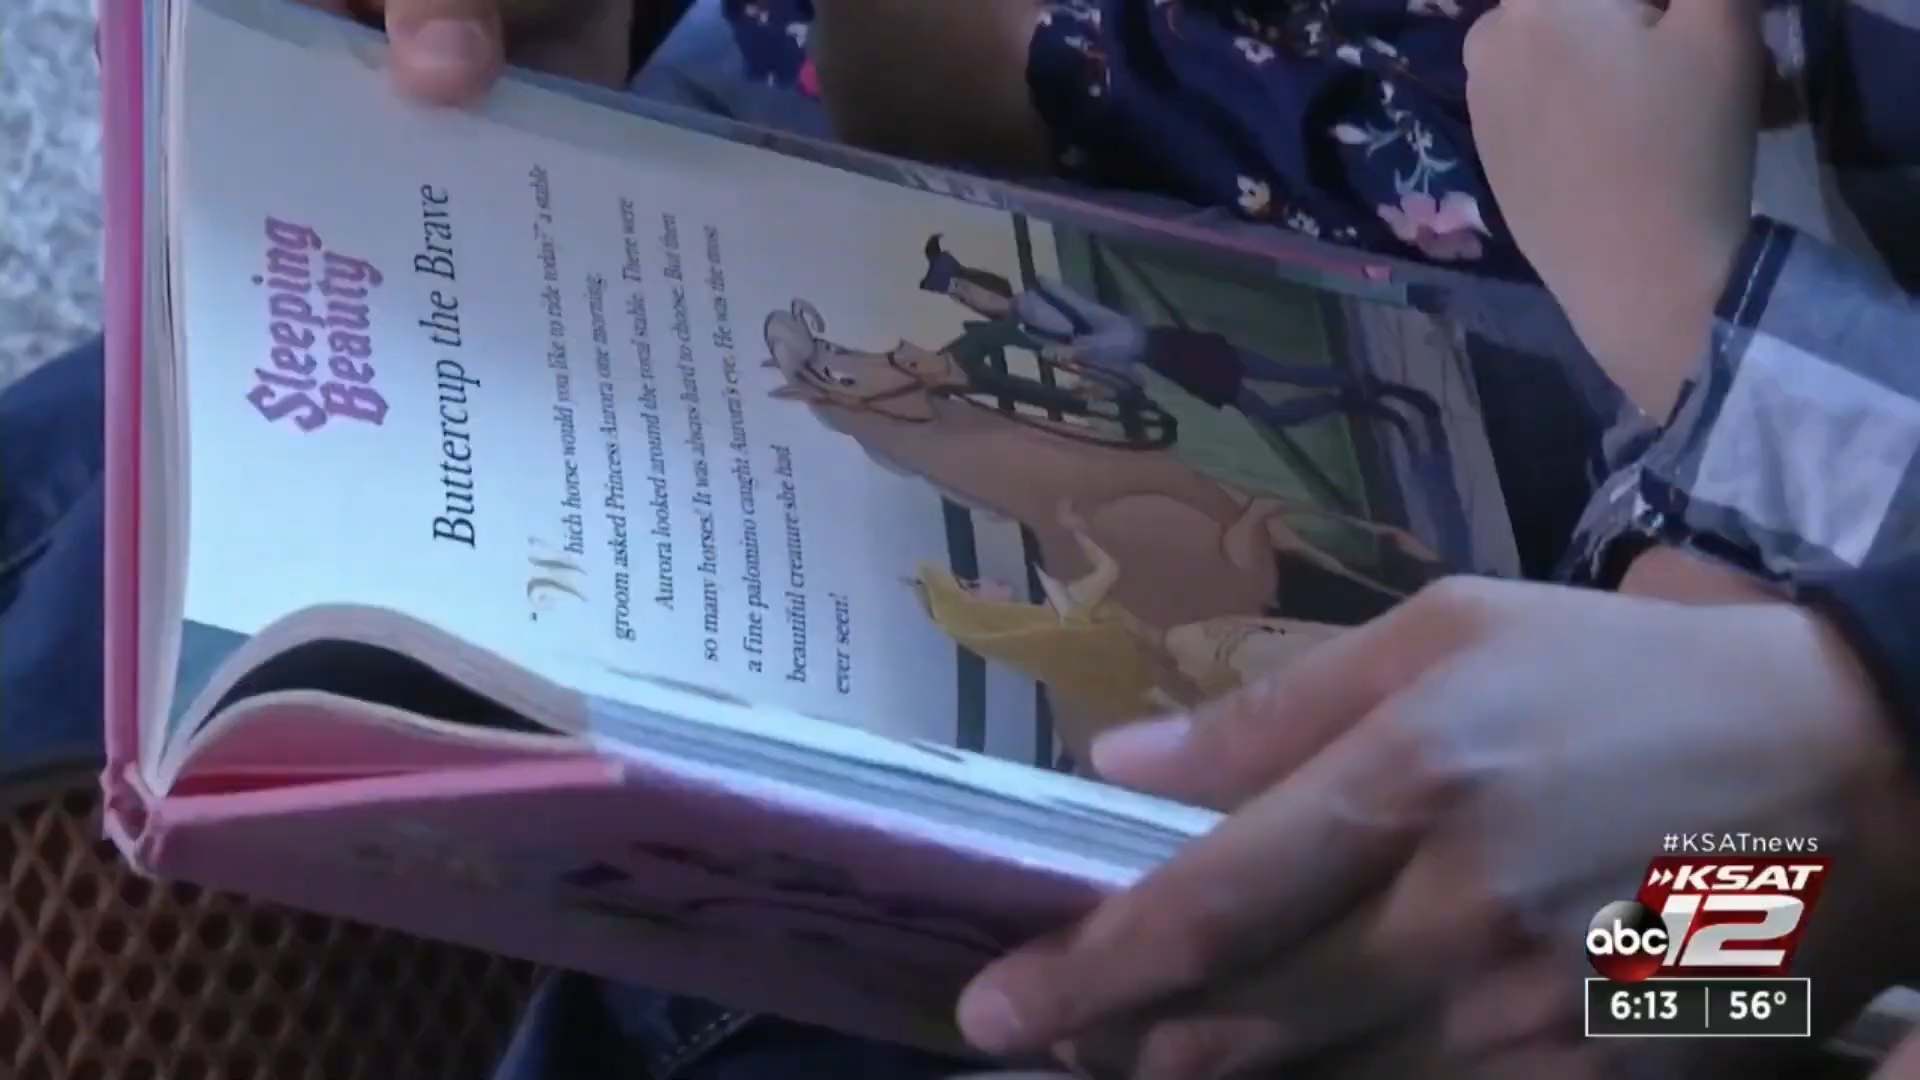 Sleeping
Beauty
Buttercup the Brave
"Which horse would you like to ride today?" a stable
groom asked Princess Aurora one morning.
Aurora looked around the royal stable. There were
so many horses! It was always hard to choose. But then
a fine palomino caught Aurora's eye. He was the most
beautiful creature she had
ever seen!
#KSATnews
KSAT
abc 12
6:13 56°